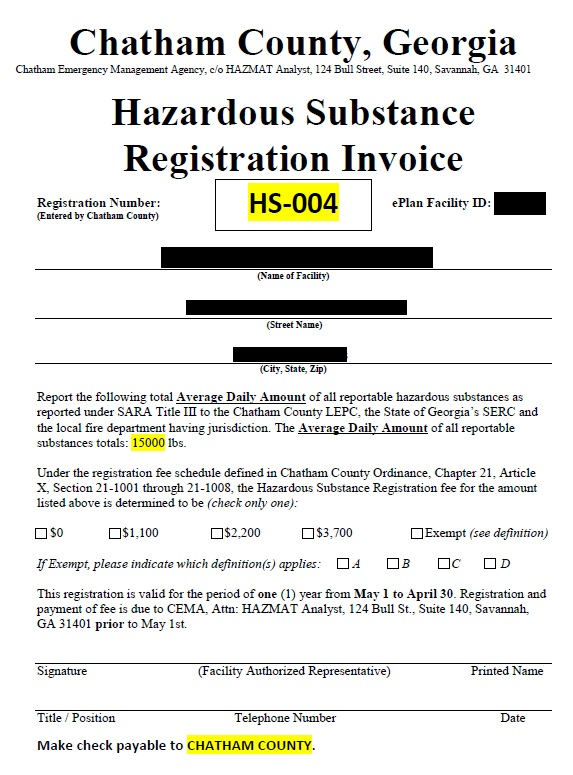 Chatham County, Georgia
Chatham Emergency Management Agency, c/o HAZMAT Analyst, 124 Bull Street, Suite 140, Savannah, GA 31401
Hazardous Substance
Registration Invoice
Registration Number: HS-004 ePlan Facility ID:
(Entered by Chatham County)
(Name of Facility)
(Street Name)
(City, State, Zip)
Report the following total Average Daily Amount of all reportable hazardous substances as
reported under SARA Title III to the Chatham County LEPC, the State of Georgia's SERC and
the local fire department having jurisdiction. The Average Daily Amount of all reportable
substances totals: 15000 lbs.
Under the registration fee schedule defined in Chatham County Ordinance, Chapter 21, Article
X, Section 21-1001 through 21-1008, the Hazardous Substance Registration fee for the amount
listed above is determined to be (check only one):
$0 $1,100 $2,200 $3,700 Exempt (see definition)
If Exempt, please indicate which definition(s) applies: A B C D
This registration is valid for the period of one (1) year from May 1 to April 30. Registration and
payment of fee is due to CEMA, Attn: HAZMAT Analyst, 124 Bull St., Suite 140, Savannah,
GA 31401 prior to May 1st.
Signature (Facility Authorized Representative) Printed Name
Title / Position Telephone Number Date
Make check payable to CHATHAM COUNTY.